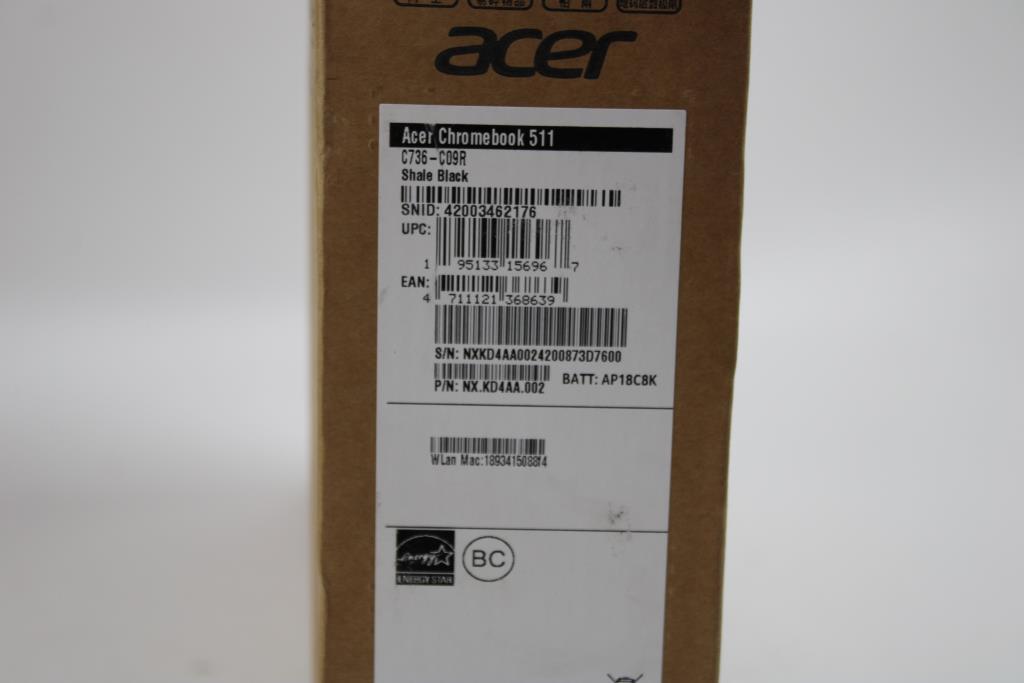 acer
Acer Chromebook 511
C736-C09R
Shale Black
SNID: 42003462176
UPC:
1 95133 15696 7
EAN:
4 711121 368639
S/N: NXKD4AA0024200873D7600
P/N: NX.KD4AA.002 BATT: AP18C8K
WLan Mac:189341508814
energy
ENERGY STAR
BC